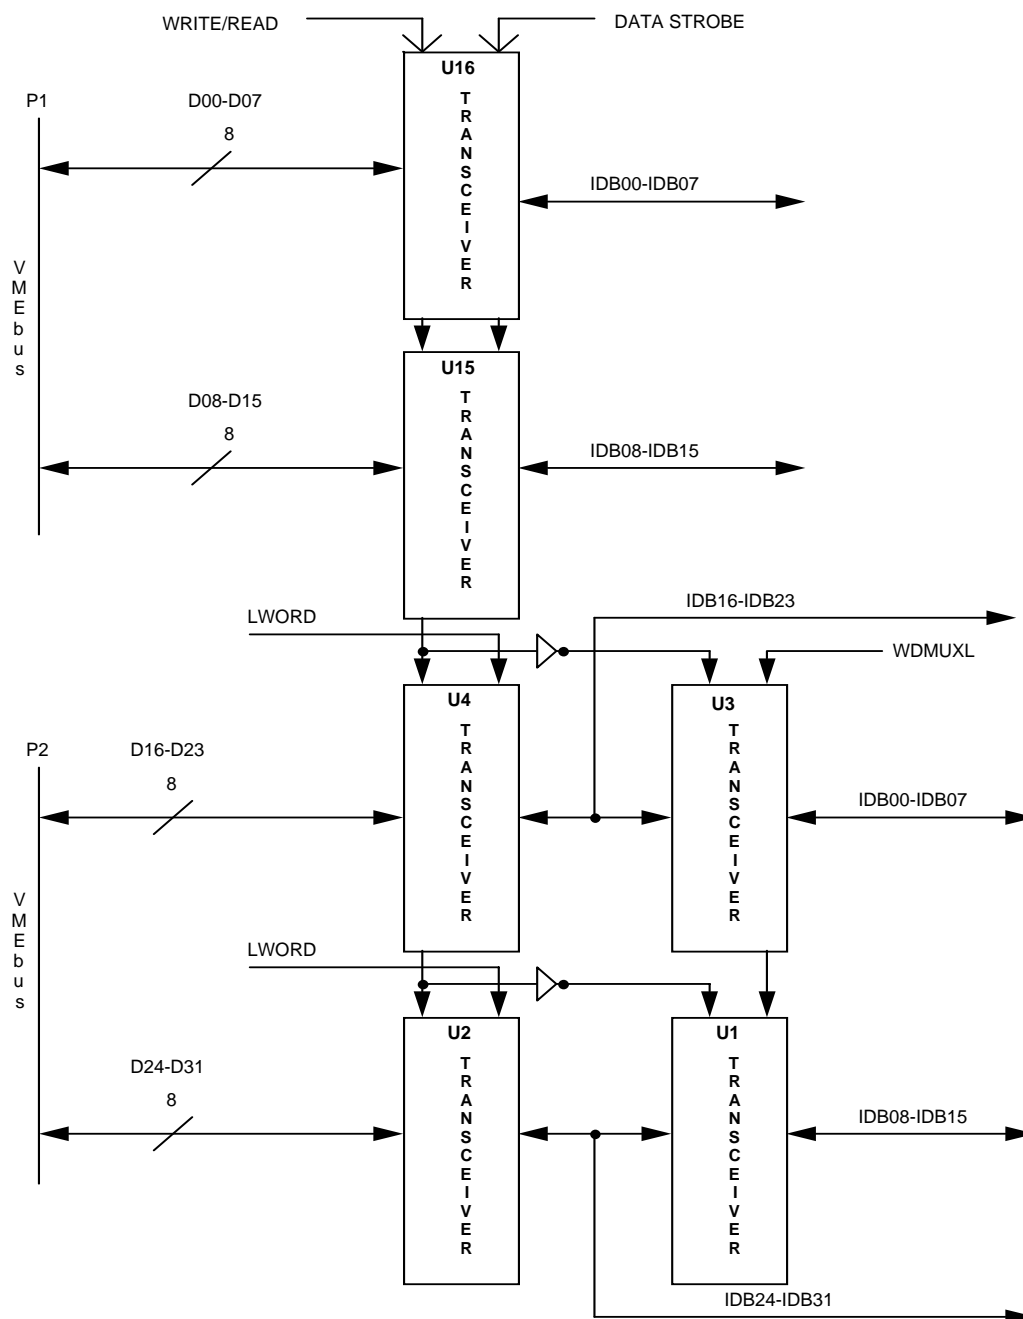 WRITE/READ
DATA STROBE
U16
TRANSCEIVER
P1
D00-D07
8
IDB00-IDB07
VMEbus
U15
TRANSCEIVER
D08-D15
8
IDB08-IDB15
LWORD
IDB16-IDB23
WDMUXL
U4
TRANSCEIVER
U3
TRANSCEIVER
P2
D16-D23
8
IDB00-IDB07
VMEbus
LWORD
U2
TRANSCEIVER
U1
TRANSCEIVER
D24-D31
8
IDB08-IDB15
IDB24-IDB31